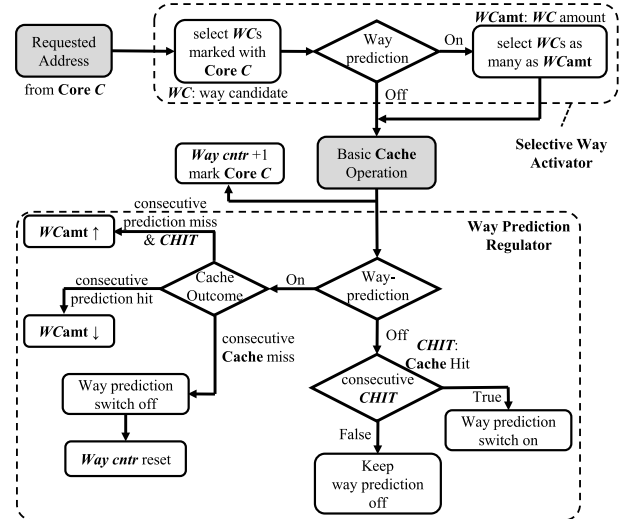 Requested
Address
from Core C
select WCs
marked with
Core C
WC: way candidate
Way
prediction
On
Off
WCamt: WC amount
select WCs as
many as WCamt
Selective Way
Activator
Basic Cache
Operation
Way cntr +1
mark Core C
Way Prediction
Regulator
consecutive
prediction miss
& CHIT
WCamt ↑
Cache
Outcome
On
Way-
prediction
consecutive
prediction hit
WCamt ↓
consecutive
Cache miss
Off
CHIT:
Cache Hit
Way prediction
switch off
consecutive
CHIT
True
Way prediction
switch on
False
Way cntr reset
Keep
way prediction
off